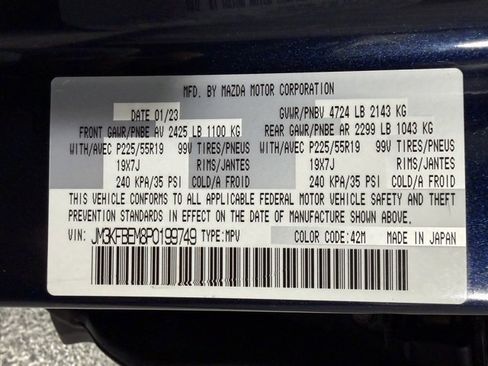 MFD. BY MAZDA MOTOR CORPORATION
DATE 01/23 GVWR/PNBV 4724 LB 2143 KG
FRONT GAWR/PNBE AV 2425 LB 1100 KG REAR GAWR/PNBE AR 2299 LB 1043 KG
WITH/AVEC P225/55R19 99V TIRES/PNEUS WITH/AVEC P225/55R19 99V TIRES/PNEUS
19X7J RIMS/JANTES 19X7J RIMS/JANTES
240 KPA/35 PSI COLD/A FROID 240 KPA/35 PSI COLD/A FROID
THIS VEHICLE CONFORMS TO ALL APPLICABLE FEDERAL MOTOR VEHICLE SAFETY AND THEFT
PREVENTION STANDARDS IN EFFECT ON THE DATE OF MANUFACTURE SHOWN ABOVE.
VIN: JM3KFBEM8P0199749 TYPE:MPV COLOR CODE:42M MADE IN JAPAN